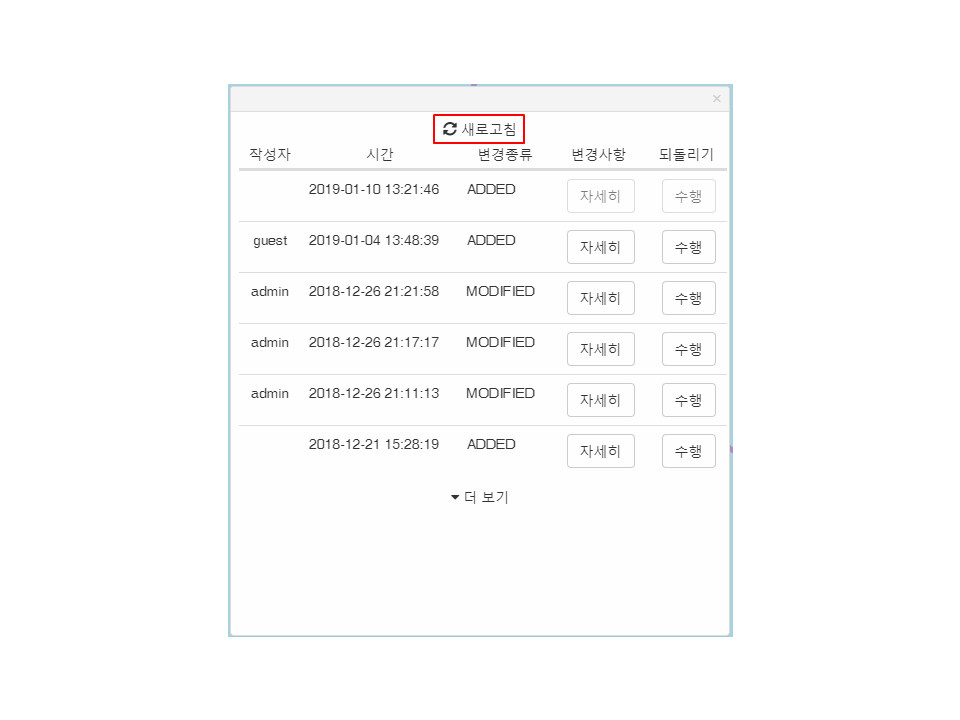 ×
새로고침
작성자 시간 변경종류 변경사항 되돌리기
2019-01-10 13:21:46 ADDED 자세히 수행
guest 2019-01-04 13:48:39 ADDED 자세히 수행
admin 2018-12-26 21:21:58 MODIFIED 자세히 수행
admin 2018-12-26 21:17:17 MODIFIED 자세히 수행
admin 2018-12-26 21:11:13 MODIFIED 자세히 수행
2018-12-21 15:28:19 ADDED 자세히 수행
더 보기